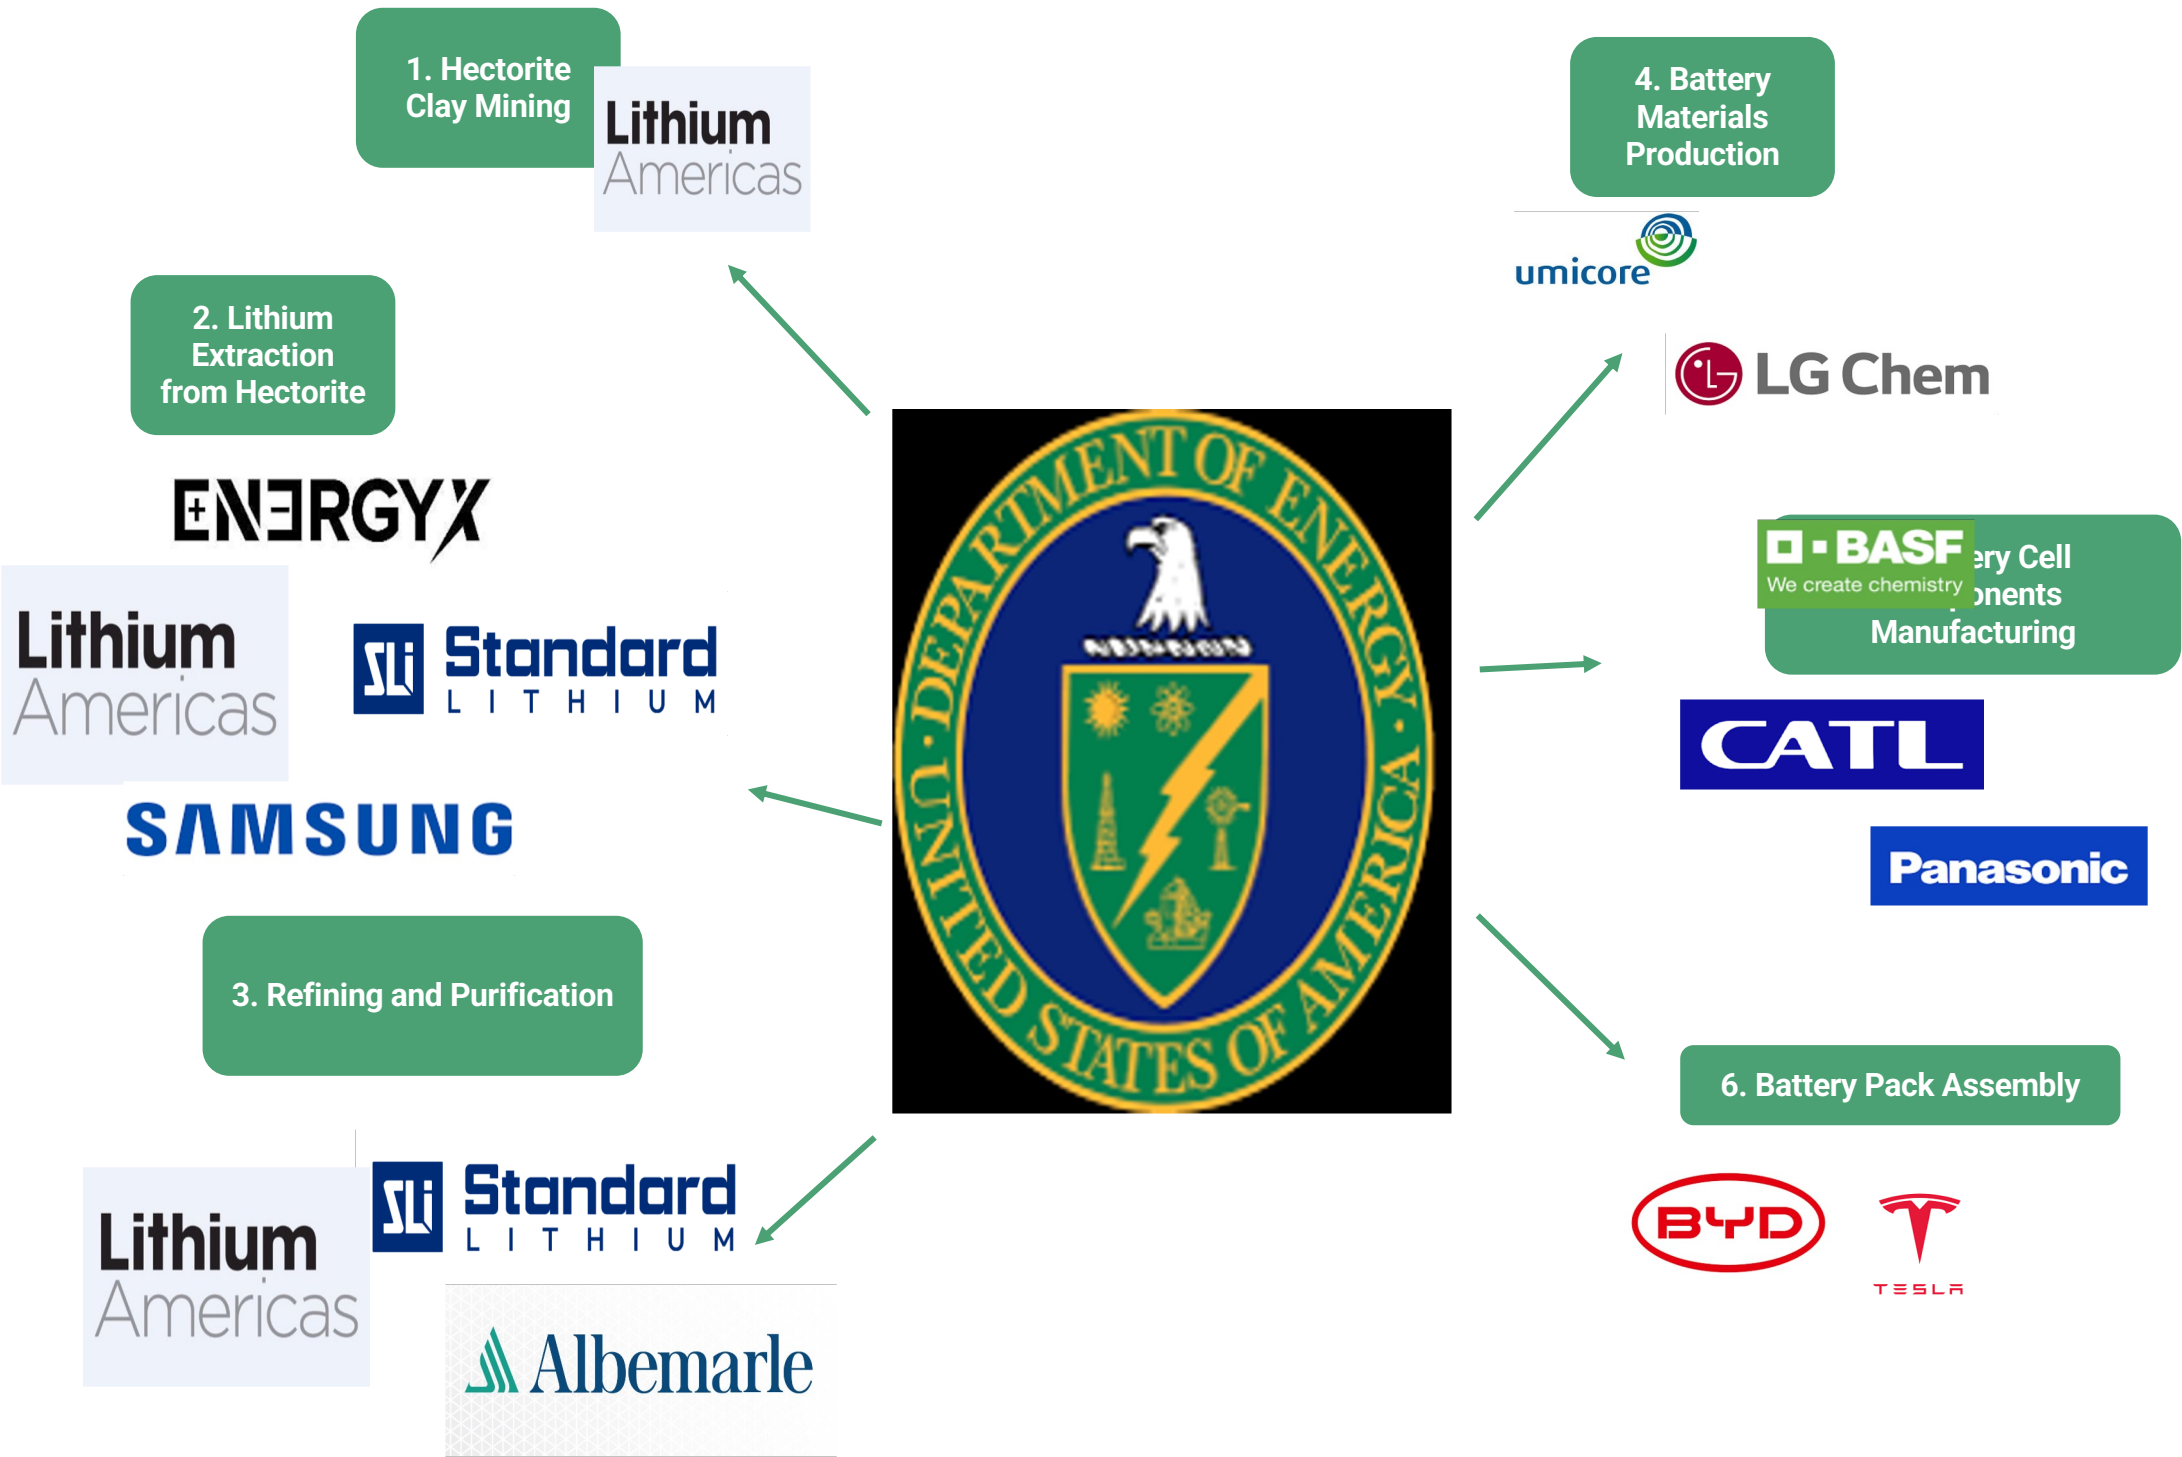 1. Hectorite
Clay Mining
Lithium
Americas
2. Lithium
Extraction
from Hectorite
ENERGYX
Lithium
Americas
SLi Standard
LITHIUM
SAMSUNG
3. Refining and Purification
Lithium
Americas
SLi Standard
LITHIUM
Albemarle
DEPARTMENT OF ENERGY
UNITED STATES OF AMERICA
4. Battery
Materials
Production
umicore
LG Chem
BASF
We create chemistry
ery Cell
onents
Manufacturing
CATL
Panasonic
6. Battery Pack Assembly
BYD
TESLA